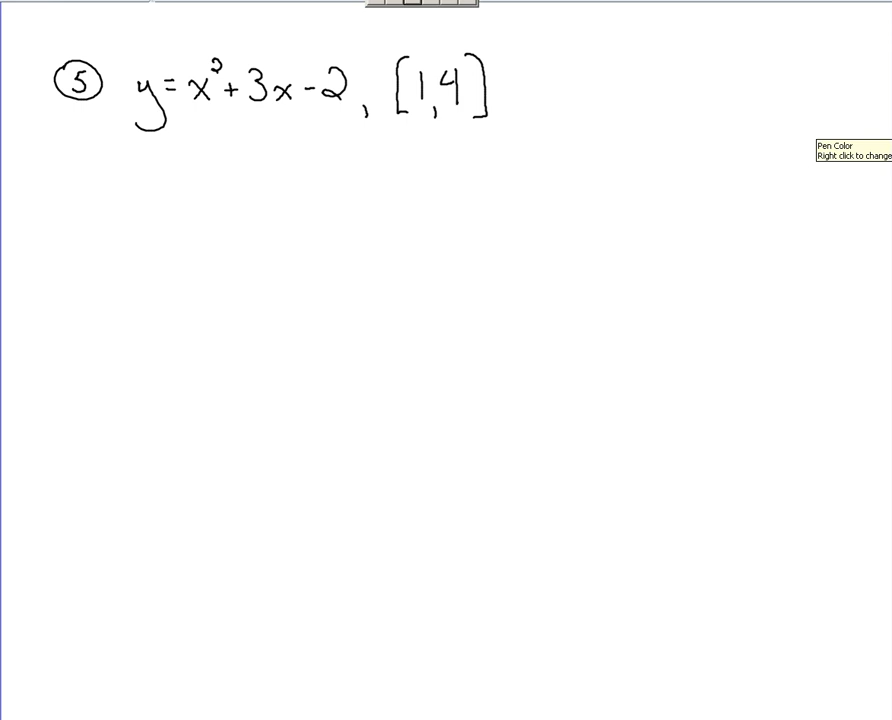 ⑤ y = x² + 3x - 2, [1,4]
Pen Color
Right click to change